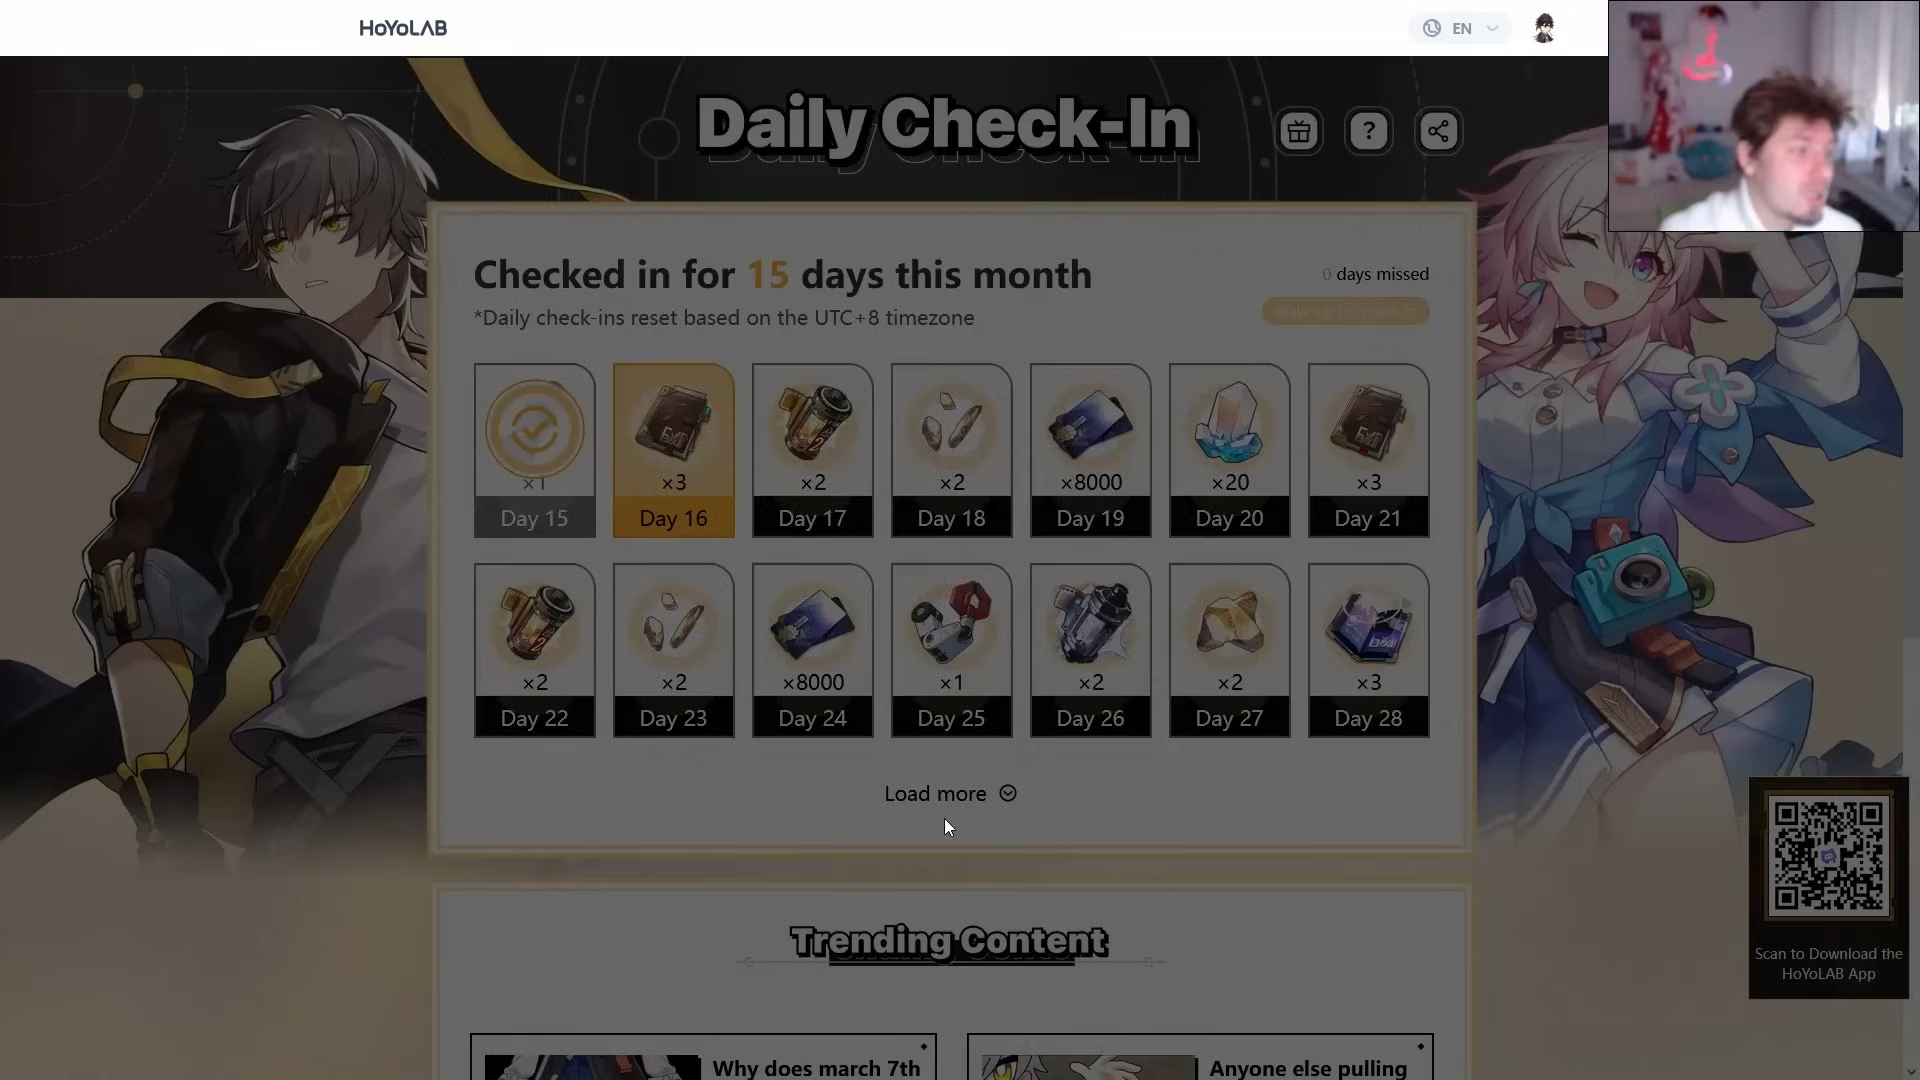 HoYoLAB
EN
Daily Check-In
?
Checked in for 15 days this month
0 days missed
*Daily check-ins reset based on the UTC+8 timezone
×1
×3
×2
×2
×8000
×20
×3
Day 15
Day 16
Day 17
Day 18
Day 19
Day 20
Day 21
×2
×2
×8000
×1
×2
×2
×3
Day 22
Day 23
Day 24
Day 25
Day 26
Day 27
Day 28
Load more
Scan to Download the
HoYoLAB App
Trending Content
Why does march 7th
Anyone else pulling